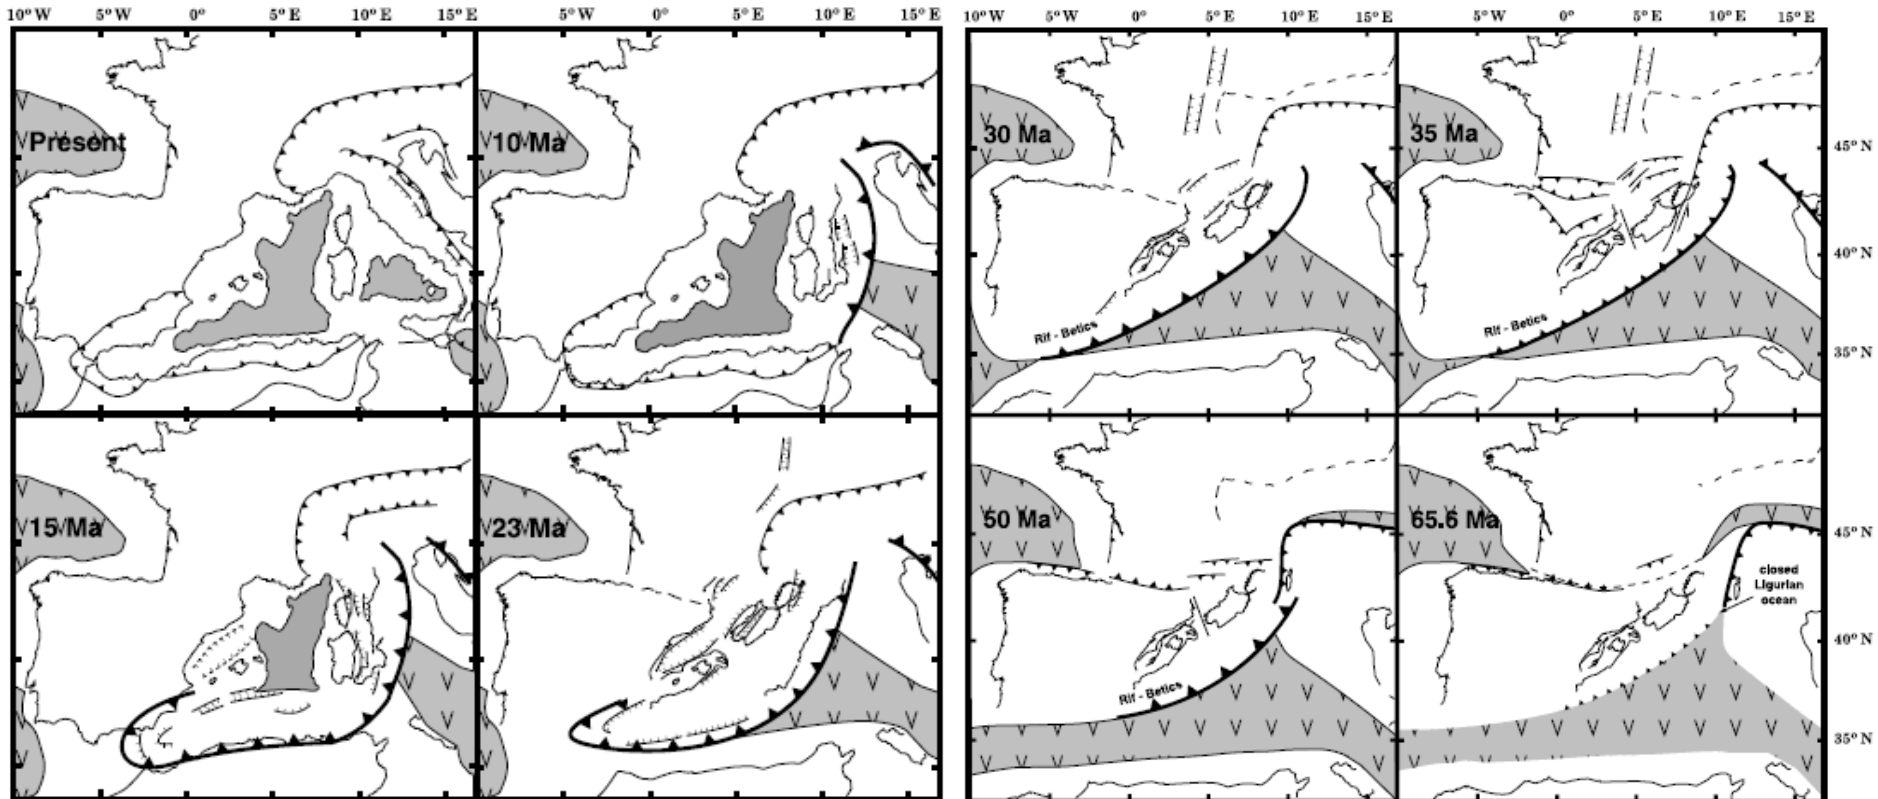 10° W 5° W 0° 5° E 10° E 15° E 5° W 0° 5° E 10° E 15° E
10° W 5° W 0° 5° E 10° E 15° E 5° W 0° 5° E 10° E 15° E
Present
10 Ma
30 Ma
35 Ma
45° N
40° N
35° N
Rif - Betics
Rif - Betics
15 Ma
23 Ma
50 Ma
65.6 Ma
45° N
40° N
35° N
closed
Ligurian
ocean
Rif - Betics